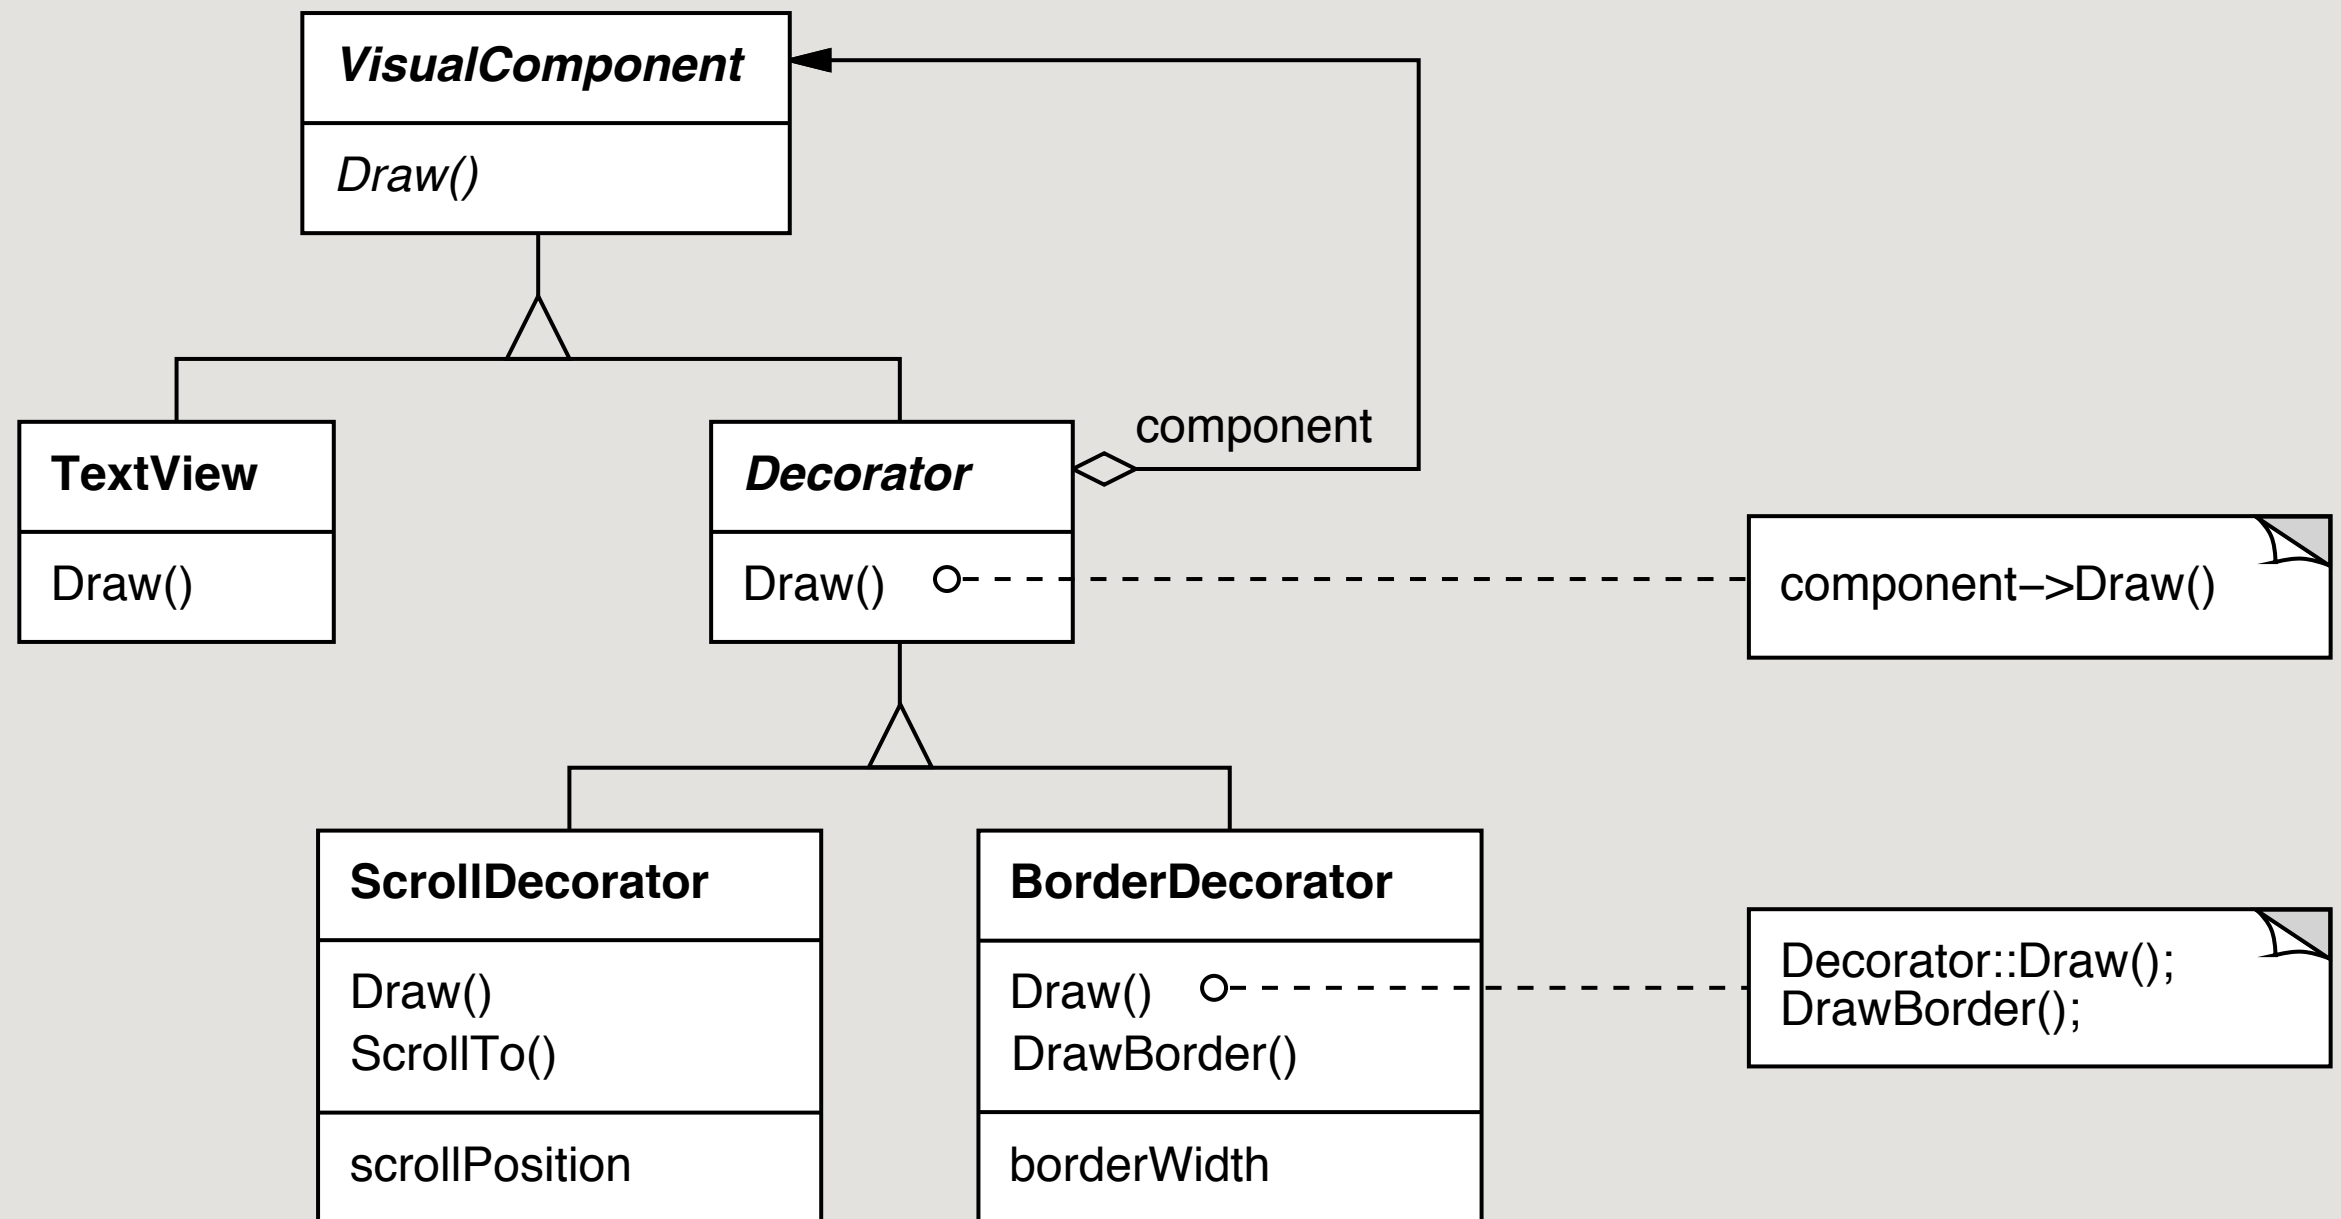 VisualComponent
Draw()
component
TextView
Draw()
Decorator
Draw()
component–>Draw()
ScrollDecorator
Draw()
ScrollTo()
scrollPosition
BorderDecorator
Draw()
DrawBorder()
borderWidth
Decorator::Draw();
DrawBorder();